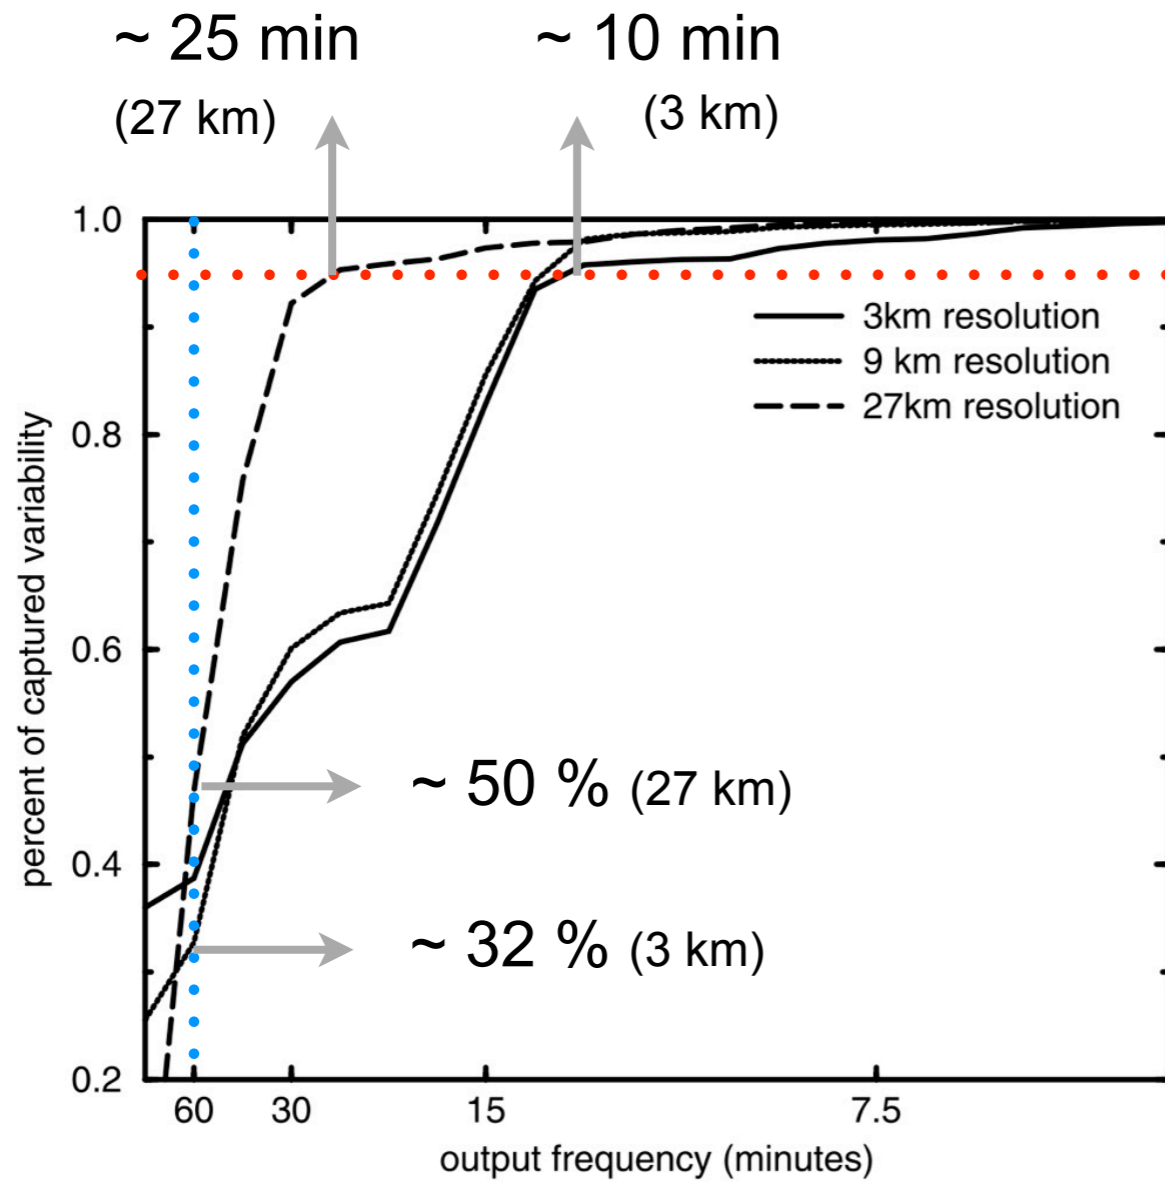 ~ 25 min
(27 km)
~ 10 min
(3 km)
1.0
0.8
0.6
0.4
0.2
percent of captured variability
3km resolution
9 km resolution
27km resolution
~ 50 % (27 km)
~ 32 % (3 km)
60 30 15 7.5
output frequency (minutes)